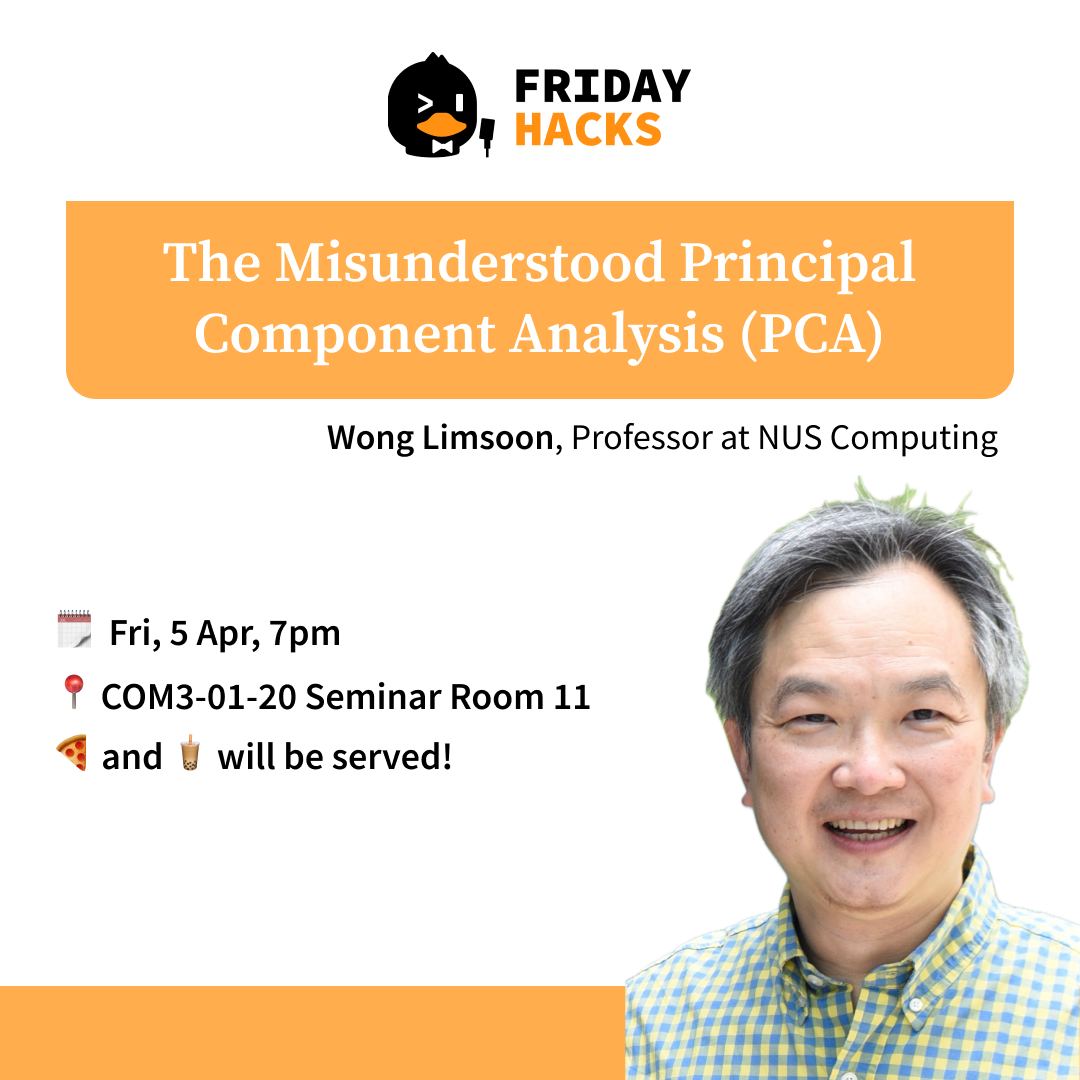 FRIDAY
HACKS
The Misunderstood Principal
Component Analysis (PCA)
Wong Limsoon, Professor at NUS Computing
Fri, 5 Apr, 7pm
COM3-01-20 Seminar Room 11
and will be served!